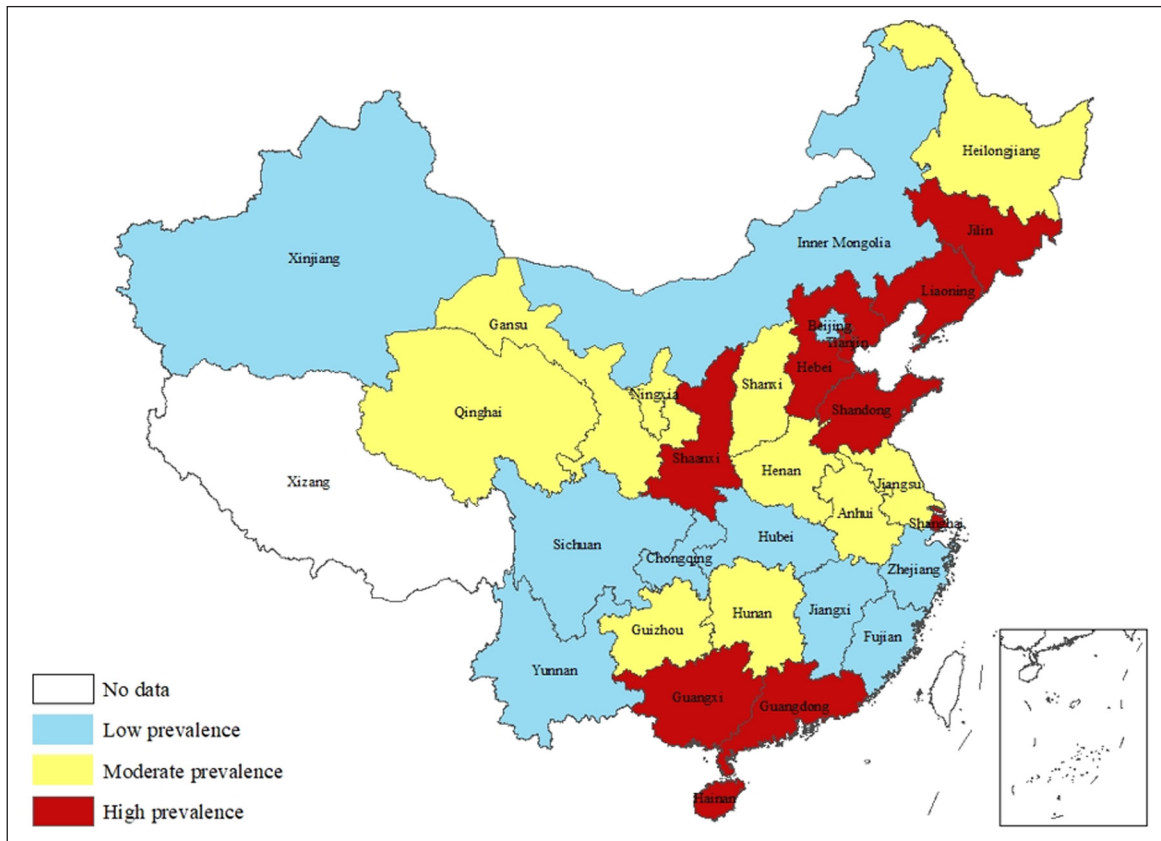 Heilongjiang
Jilin
Inner Mongolia
Xinjiang
Liaoning
Gansu
Beijing
Tianjin
Hebei
Shanxi
Ningxia
Qinghai
Shandong
Shaanxi
Henan
Jiangsu
Xizang
Anhui
Shanghai
Hubei
Sichuan
Chongqing
Zhejiang
Hunan
Jiangxi
Guizhou
Fujian
Yunnan
Guangxi
Guangdong
Hainan
No data
Low prevalence
Moderate prevalence
High prevalence